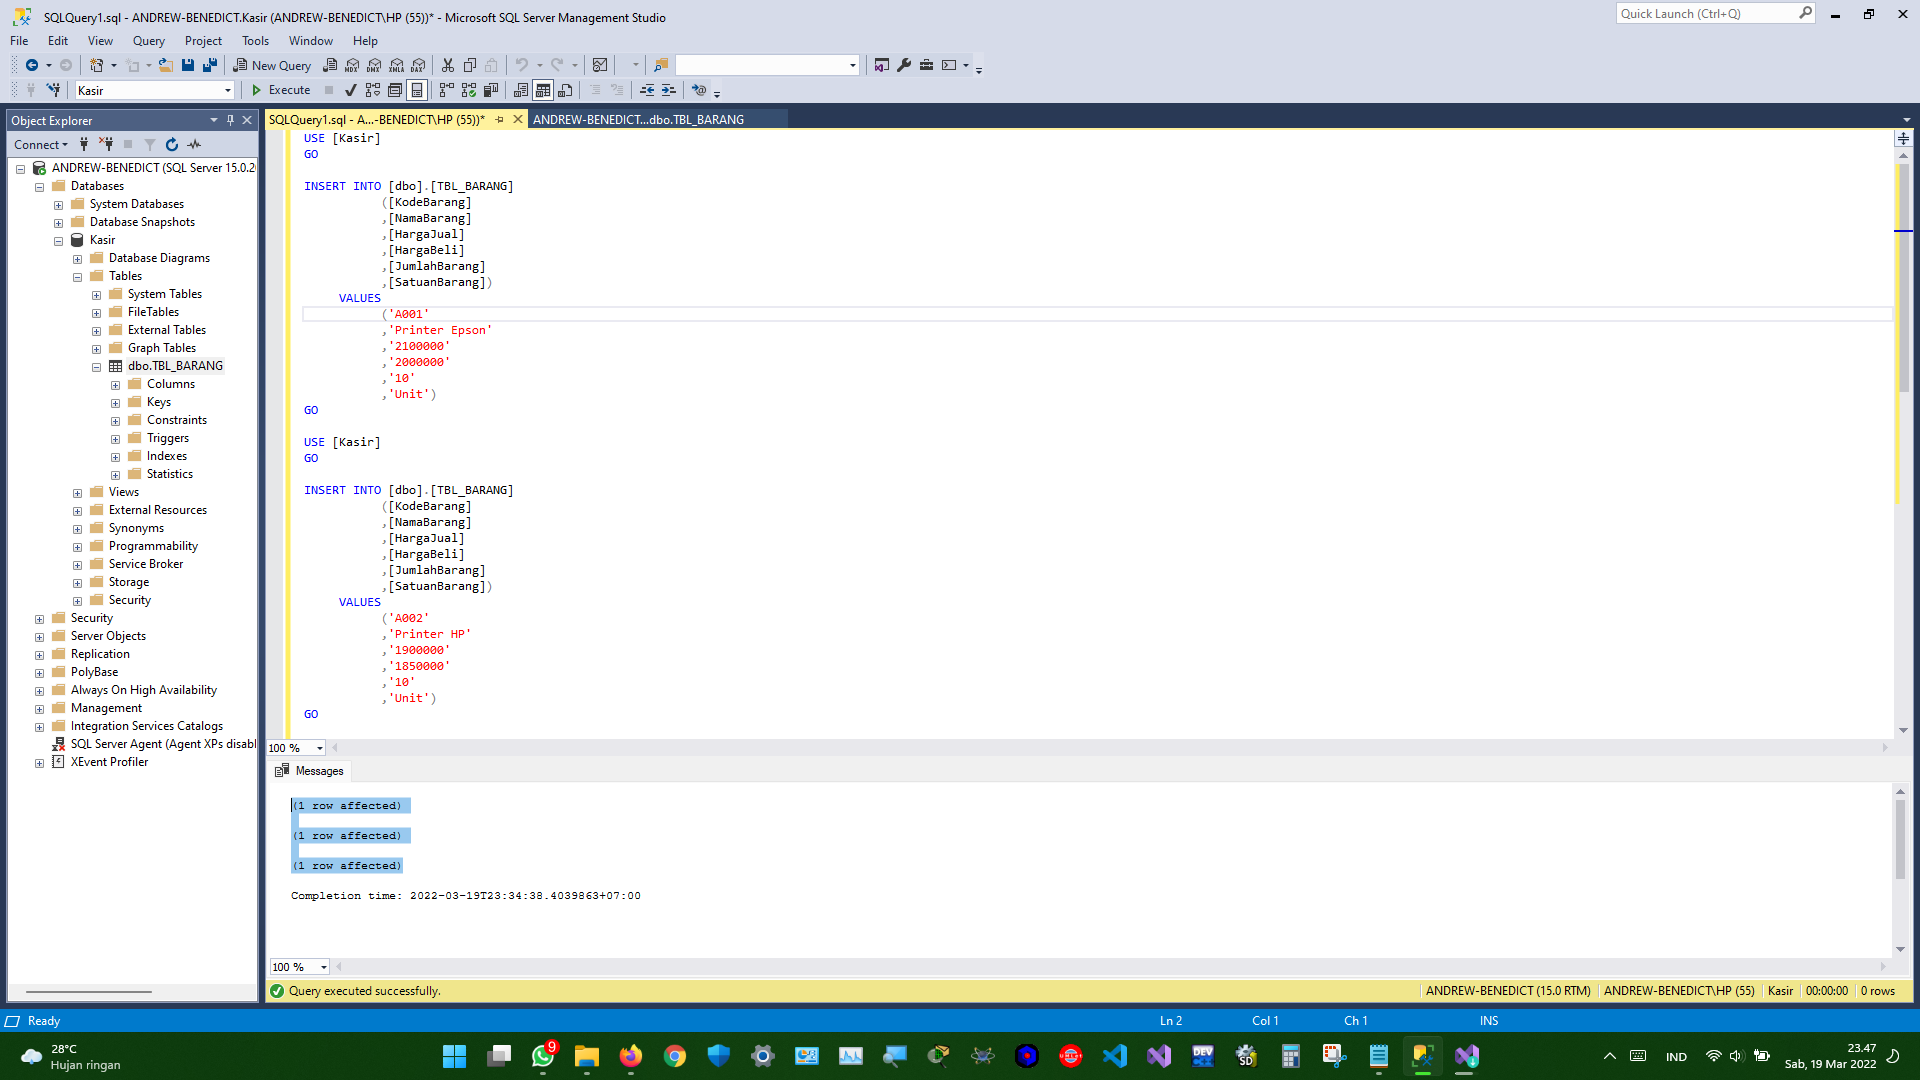 SQLQuery1.sql - ANDREW-BENEDICT.Kasir (ANDREW-BENEDICT\HP (55))* - Microsoft SQL Server Management Studio
Quick Launch (Ctrl+Q)
File Edit View Query Project Tools Window Help
New Query
MDX DMX XMLA DAX
Kasir
Execute
Object Explorer
Connect
ANDREW-BENEDICT (SQL Server 15.0.2
Databases
System Databases
Database Snapshots
Kasir
Database Diagrams
Tables
System Tables
FileTables
External Tables
Graph Tables
dbo.TBL_BARANG
Columns
Keys
Constraints
Triggers
Indexes
Statistics
Views
External Resources
Synonyms
Programmability
Service Broker
Storage
Security
Security
Server Objects
Replication
PolyBase
Always On High Availability
Management
Integration Services Catalogs
SQL Server Agent (Agent XPs disabl
XEvent Profiler
SQLQuery1.sql - A...-BENEDICT\HP (55))*
ANDREW-BENEDICT...dbo.TBL_BARANG
USE [Kasir]
GO
INSERT INTO [dbo].[TBL_BARANG]
([KodeBarang]
,[NamaBarang]
,[HargaJual]
,[HargaBeli]
,[JumlahBarang]
,[SatuanBarang])
VALUES
('A001'
,'Printer Epson'
,'2100000'
,'2000000'
,'10'
,'Unit')
GO
USE [Kasir]
GO
INSERT INTO [dbo].[TBL_BARANG]
([KodeBarang]
,[NamaBarang]
,[HargaJual]
,[HargaBeli]
,[JumlahBarang]
,[SatuanBarang])
VALUES
('A002'
,'Printer HP'
,'1900000'
,'1850000'
,'10'
,'Unit')
GO
100 %
Messages
(1 row affected)
(1 row affected)
(1 row affected)
Completion time: 2022-03-19T23:34:38.4039863+07:00
100 %
Query executed successfully.
ANDREW-BENEDICT (15.0 RTM)
ANDREW-BENEDICT\HP (55)
Kasir
00:00:00
0 rows
Ready
Ln 2
Col 1
Ch 1
INS
28°C
Hujan ringan
9
DEV
SD
IND
23.47
Sab, 19 Mar 2022